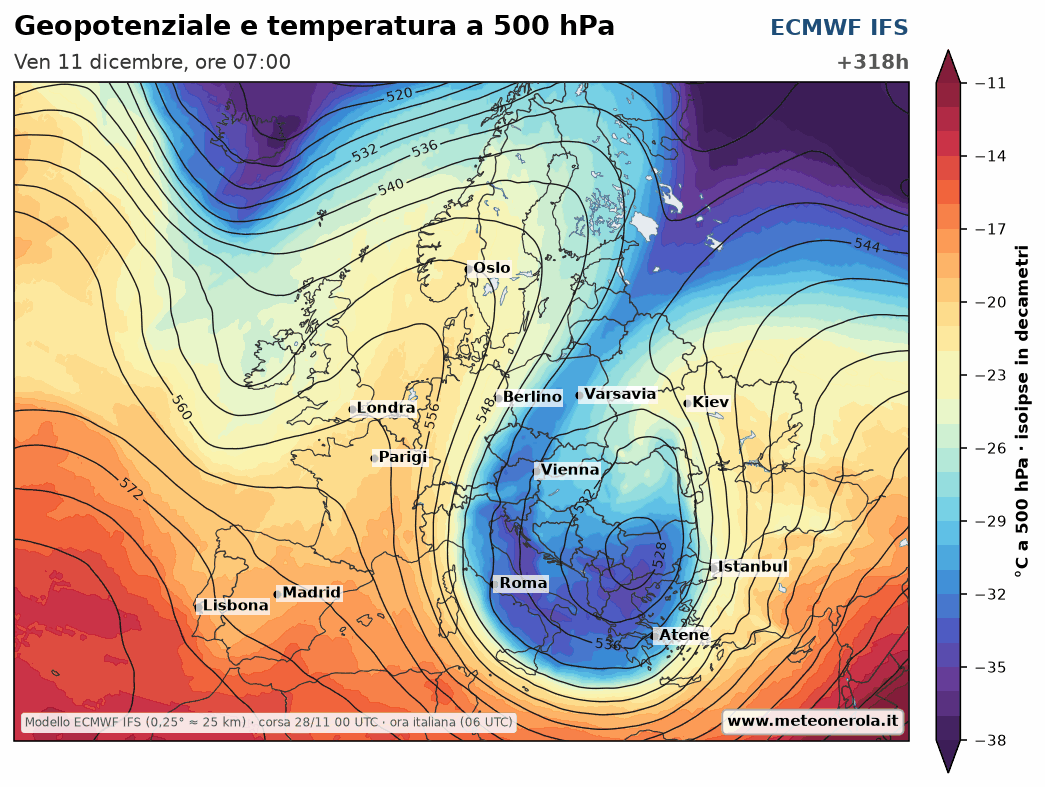 Geopotenziale e temperatura a 500 hPa
ECMWF IFS
Ven 11 dicembre, ore 07:00
+318h
520
532
536
540
544
Oslo
560
548
556
Londra
Berlino
Varsavia
Kiev
Parigi
Vienna
572
532
528
Roma
Istanbul
Madrid
Lisbona
Atene
536
Modello ECMWF IFS (0,25° ≈ 25 km) · corsa 28/11 00 UTC · ora italiana (06 UTC)
www.meteonerola.it
−11
−14
−17
−20
−23
−26
−29
−32
−35
−38
°C a 500 hPa · isoipse in decametri